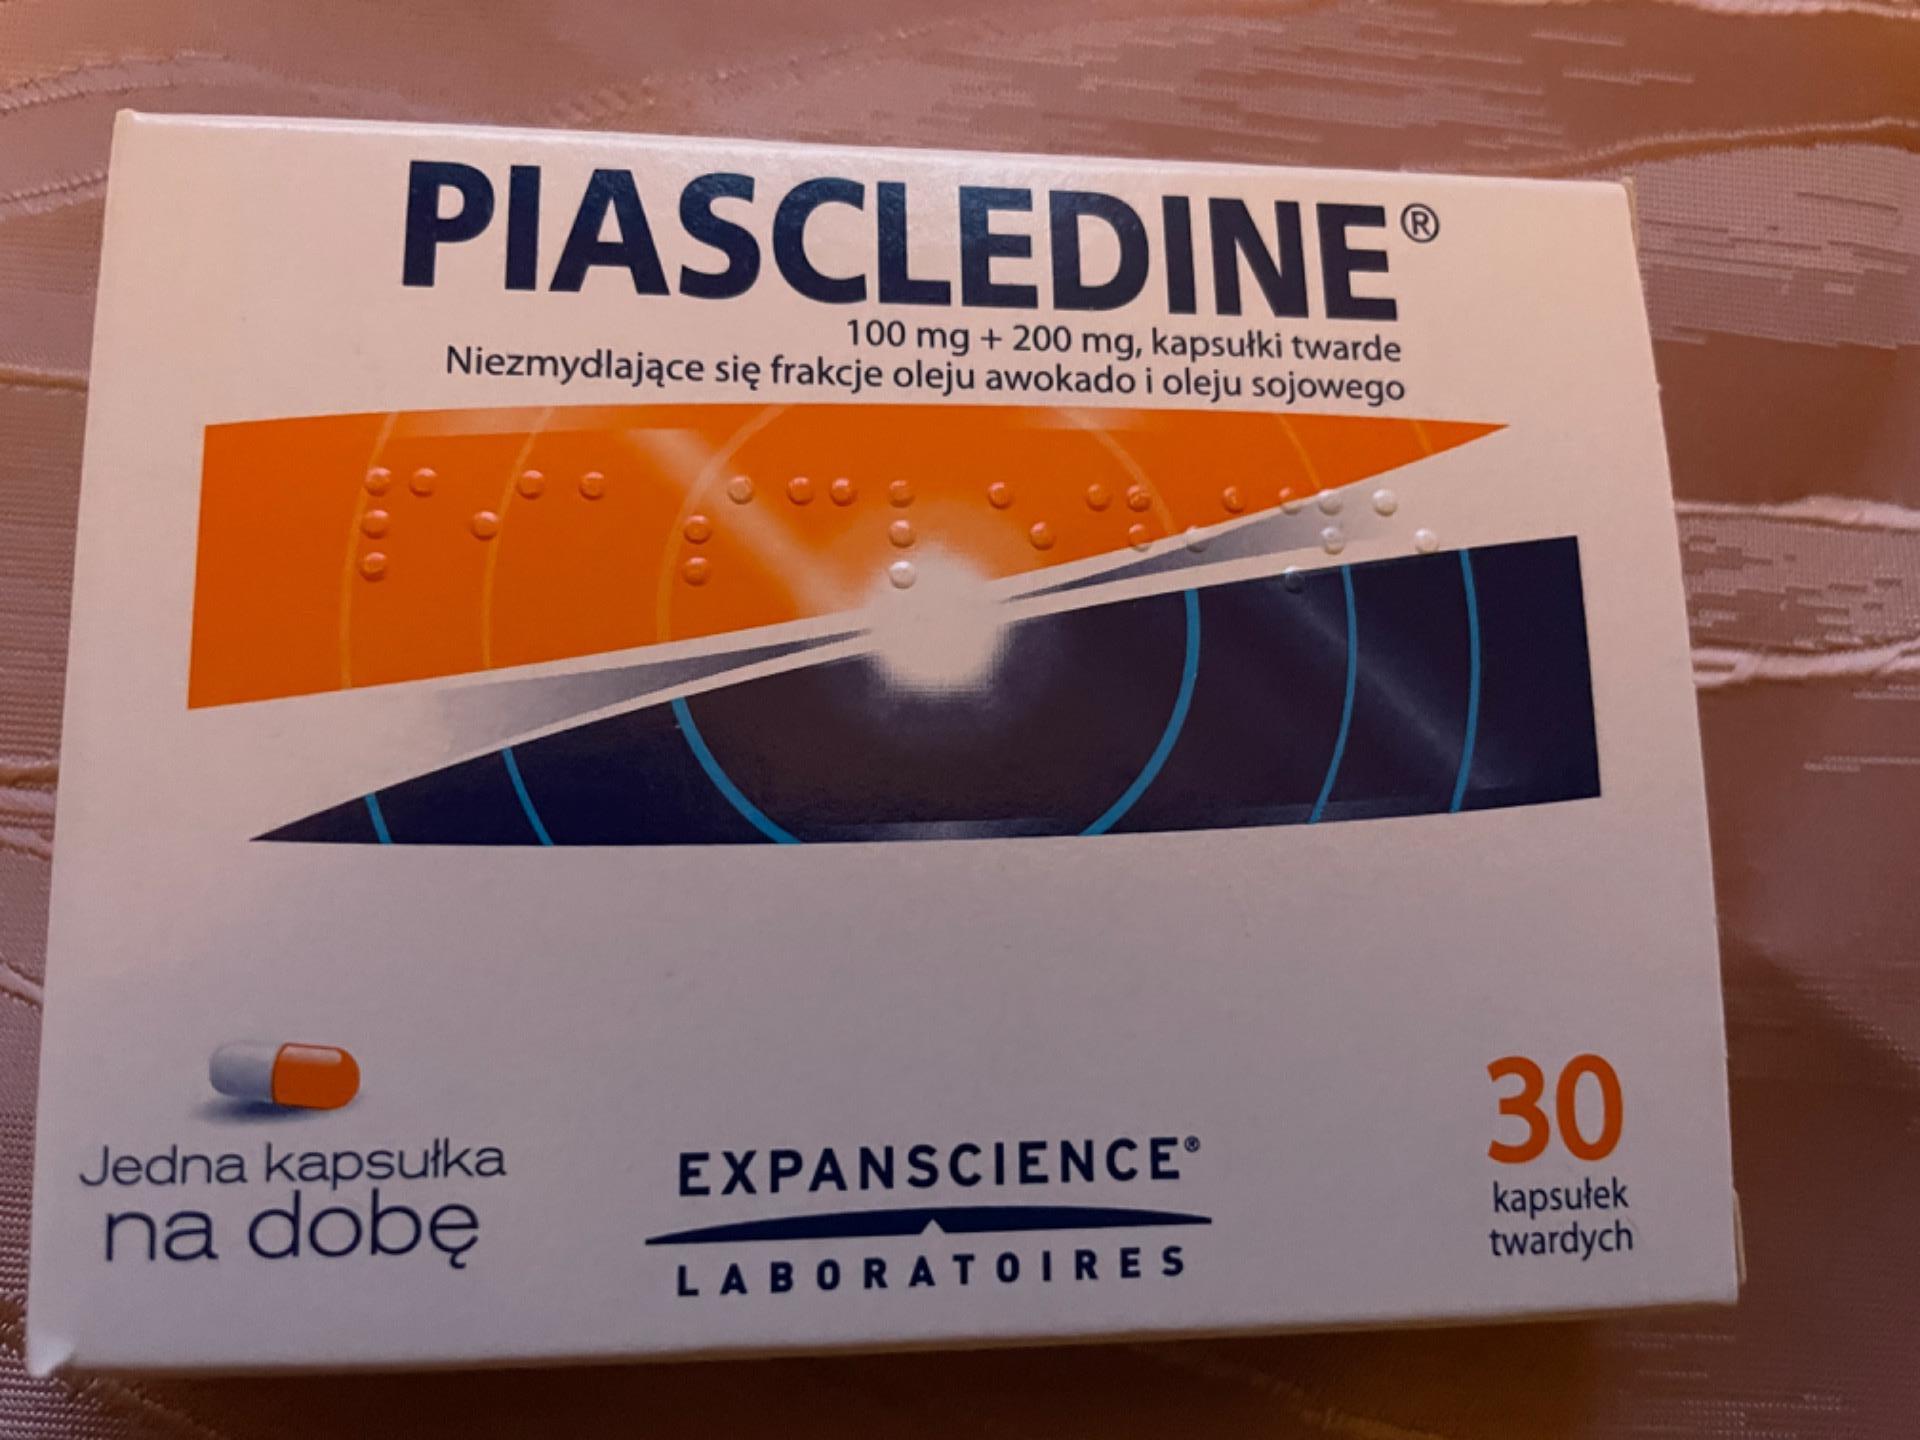 PIASCLEDINE®
100 mg + 200 mg, kapsułki twarde
Niezmydlające się frakcje oleju awokado i oleju sojowego
Jedna kapsułka
na dobę
EXPANSCIENCE®
LABORATOIRES
30
kapsułek
twardych